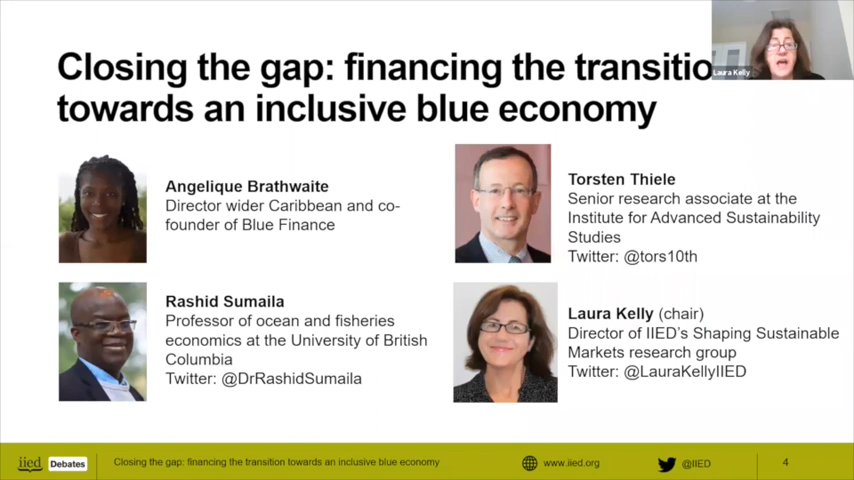 Closing the gap: financing the transitio
towards an inclusive blue economy
Laura Kelly
Angelique Brathwaite
Director wider Caribbean and co-
founder of Blue Finance
Torsten Thiele
Senior research associate at the
Institute for Advanced Sustainability
Studies
Twitter: @tors10th
Rashid Sumaila
Professor of ocean and fisheries
economics at the University of British
Columbia
Twitter: @DrRashidSumaila
Laura Kelly (chair)
Director of IIED's Shaping Sustainable
Markets research group
Twitter: @LauraKellyIIED
iied Debates
Closing the gap: financing the transition towards an inclusive blue economy
www.iied.org
@IIED
4